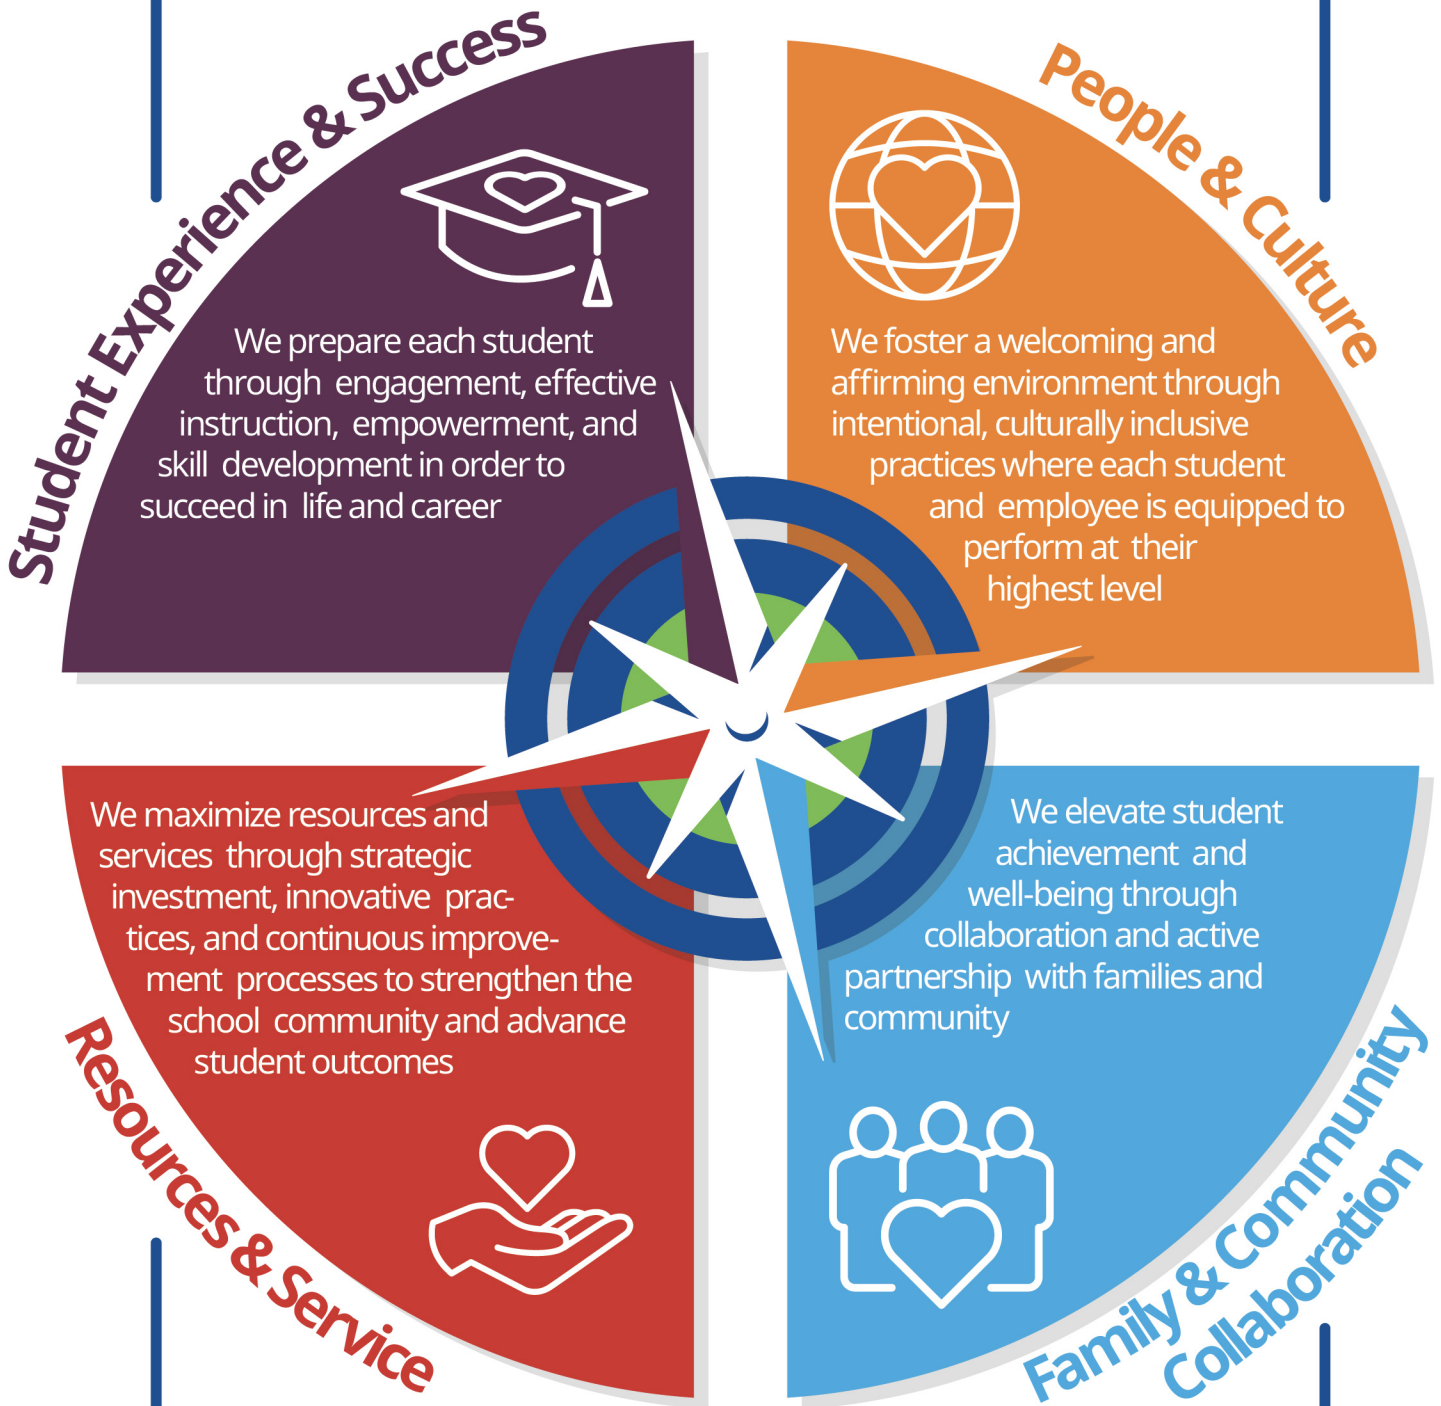 Student Experience & Success
We prepare each student
through engagement, effective
instruction, empowerment, and
skill development in order to
succeed in life and career
People & Culture
We foster a welcoming and
affirming environment through
intentional, culturally inclusive
practices where each student
and employee is equipped to
perform at their
highest level
We maximize resources and
services through strategic
investment, innovative prac-
tices, and continuous improve-
ment processes to strengthen the
school community and advance
student outcomes
Resources & Service
We elevate student
achievement and
well-being through
collaboration and active
partnership with families and
community
Family & Community
Collaboration